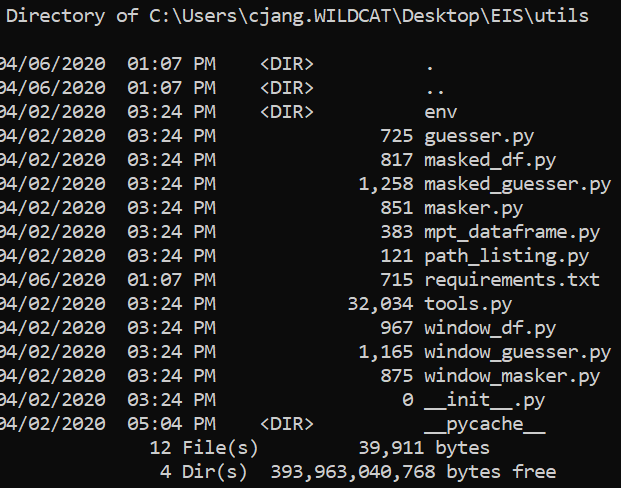 Directory of C:\Users\cjang.WILDCAT\Desktop\EIS\utils
04/06/2020  01:07 PM    <DIR>          .
04/06/2020  01:07 PM    <DIR>          ..
04/02/2020  03:24 PM    <DIR>          env
04/02/2020  03:24 PM               725 guesser.py
04/02/2020  03:24 PM               817 masked_df.py
04/02/2020  03:24 PM             1,258 masked_guesser.py
04/02/2020  03:24 PM               851 masker.py
04/02/2020  03:24 PM               383 mpt_dataframe.py
04/02/2020  03:24 PM               121 path_listing.py
04/06/2020  01:07 PM               715 requirements.txt
04/02/2020  03:24 PM            32,034 tools.py
04/02/2020  03:24 PM               967 window_df.py
04/02/2020  03:24 PM             1,165 window_guesser.py
04/02/2020  03:24 PM               875 window_masker.py
04/02/2020  03:24 PM                 0 __init__.py
04/02/2020  05:04 PM    <DIR>          __pycache__
12 File(s)         39,911 bytes
4 Dir(s)  393,963,040,768 bytes free